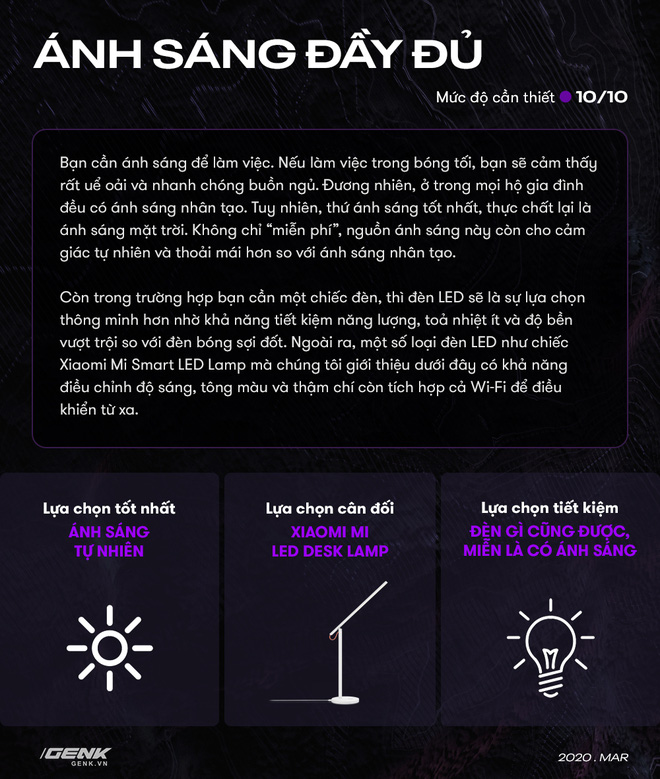 ÁNH SÁNG ĐẦY ĐỦ
Mức độ cần thiết 10/10
Bạn cần ánh sáng để làm việc. Nếu làm việc trong bóng tối, bạn sẽ cảm thấy
rất uể oải và nhanh chóng buồn ngủ. Đương nhiên, ở trong mọi hộ gia đình
đều có ánh sáng nhân tạo. Tuy nhiên, thứ ánh sáng tốt nhất, thực chất lại là
ánh sáng mặt trời. Không chỉ “miễn phí”, nguồn ánh sáng này còn cho cảm
giác tự nhiên và thoải mái hơn so với ánh sáng nhân tạo.
Còn trong trường hợp bạn cần một chiếc đèn, thì đèn LED sẽ là sự lựa chọn
thông minh hơn nhờ khả năng tiết kiệm năng lượng, toả nhiệt ít và độ bền
vượt trội so với đèn bóng sợi đốt. Ngoài ra, một số loại đèn LED như chiếc
Xiaomi Mi Smart LED Lamp mà chúng tôi giới thiệu dưới đây có khả năng
điều chỉnh độ sáng, tông màu và thậm chí còn tích hợp cả Wi-Fi để điều
khiển từ xa.
Lựa chọn tốt nhất
ÁNH SÁNG
TỰ NHIÊN
Lựa chọn cân đối
XIAOMI MI
LED DESK LAMP
Lựa chọn tiết kiệm
ĐÈN GÌ CŨNG ĐƯỢC,
MIỄN LÀ CÓ ÁNH SÁNG
/GENK
GENK.VN
2020 . MAR